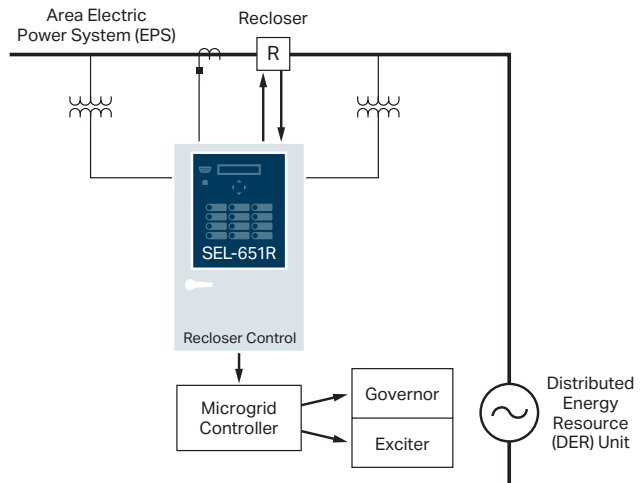 Area Electric
Power System (EPS)
Recloser
R
SEL-651R
Recloser Control
Microgrid
Controller
Governor
Exciter
Distributed
Energy
Resource
(DER) Unit